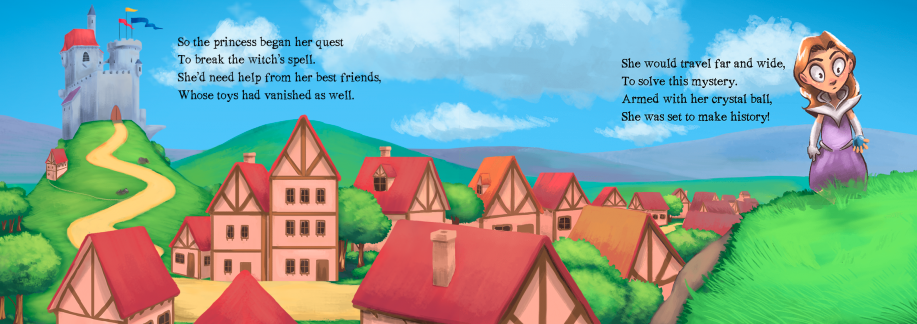 So the princess began her quest
To break the witch's spell.
She'd need help from her best friends,
Whose toys had vanished as well.
She would travel far and wide,
To solve this mystery.
Armed with her crystal ball,
She was set to make history!